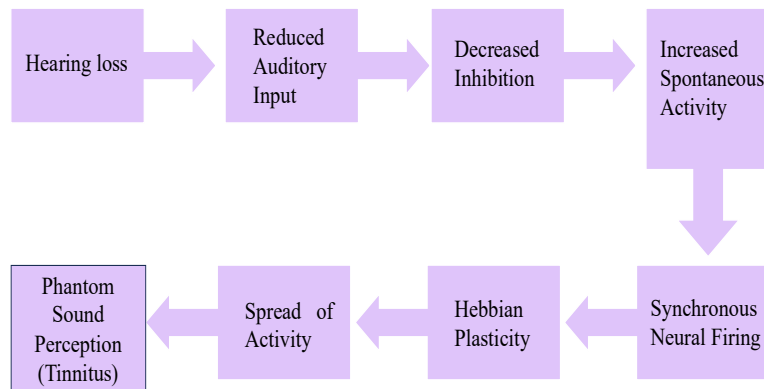 Hearing loss
Reduced
Auditory
Input
Decreased
Inhibition
Increased
Spontaneous
Activity
Synchronous
Neural Firing
Hebbian
Plasticity
Spread of
Activity
Phantom
Sound
Perception
(Tinnitus)